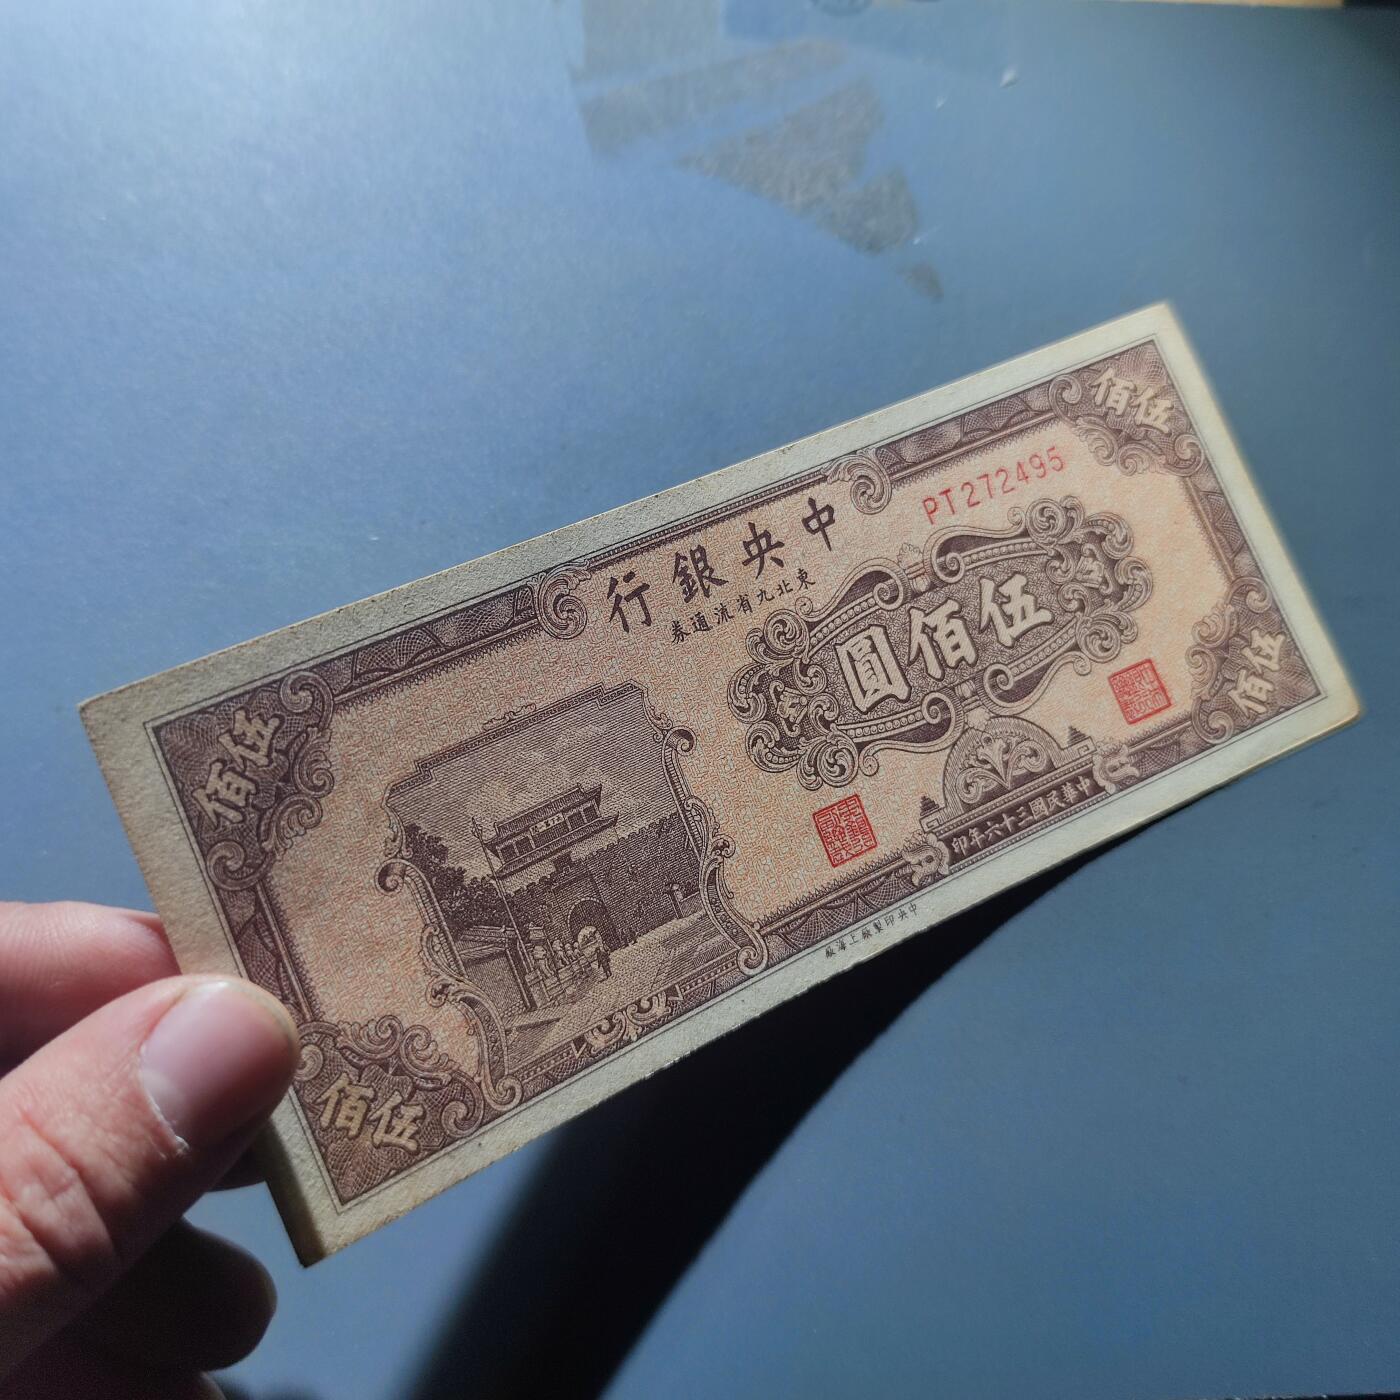 中央銀行
東北九省流通券
PT272495
伍佰圓
伍佰
伍佰
伍佰
伍佰
中華民國三十六年印
中央印製廠上海廠